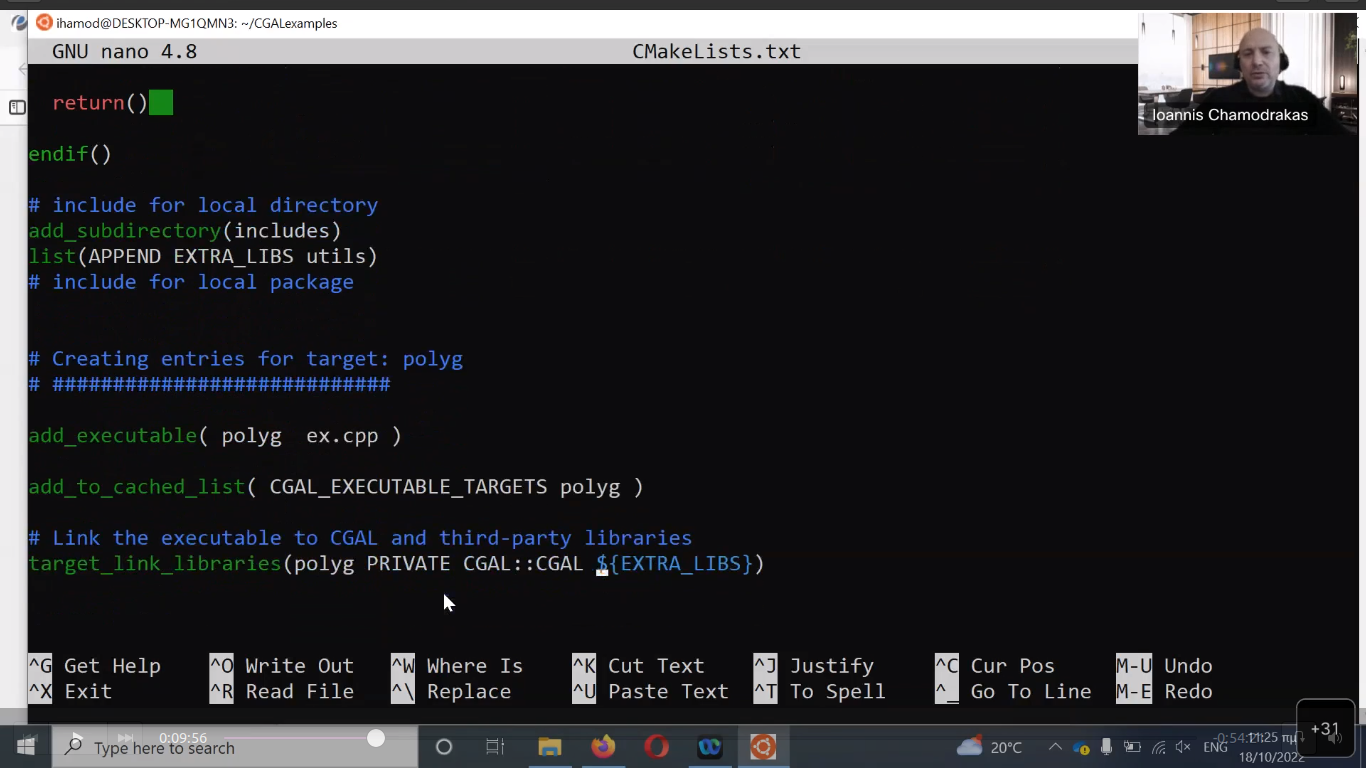 ihamod@DESKTOP-MG1QMN3: ~/CGALexamples
GNU nano 4.8 CMakeLists.txt
Ioannis Chamodrakas
return()
endif()
# include for local directory
add_subdirectory(includes)
list(APPEND EXTRA_LIBS utils)
# include for local package
# Creating entries for target: polyg
# ############################
add_executable( polyg  ex.cpp )
add_to_cached_list( CGAL_EXECUTABLE_TARGETS polyg )
# Link the executable to CGAL and third-party libraries
target_link_libraries(polyg PRIVATE CGAL::CGAL ${EXTRA_LIBS})
^G Get Help ^O Write Out ^W Where Is ^K Cut Text ^J Justify ^C Cur Pos M-U Undo
^X Exit ^R Read File ^\ Replace ^U Paste Text ^T To Spell ^_ Go To Line M-E Redo
+31
0:09:56
Type here to search
20°C
ENG
11:25 πμ
18/10/2022